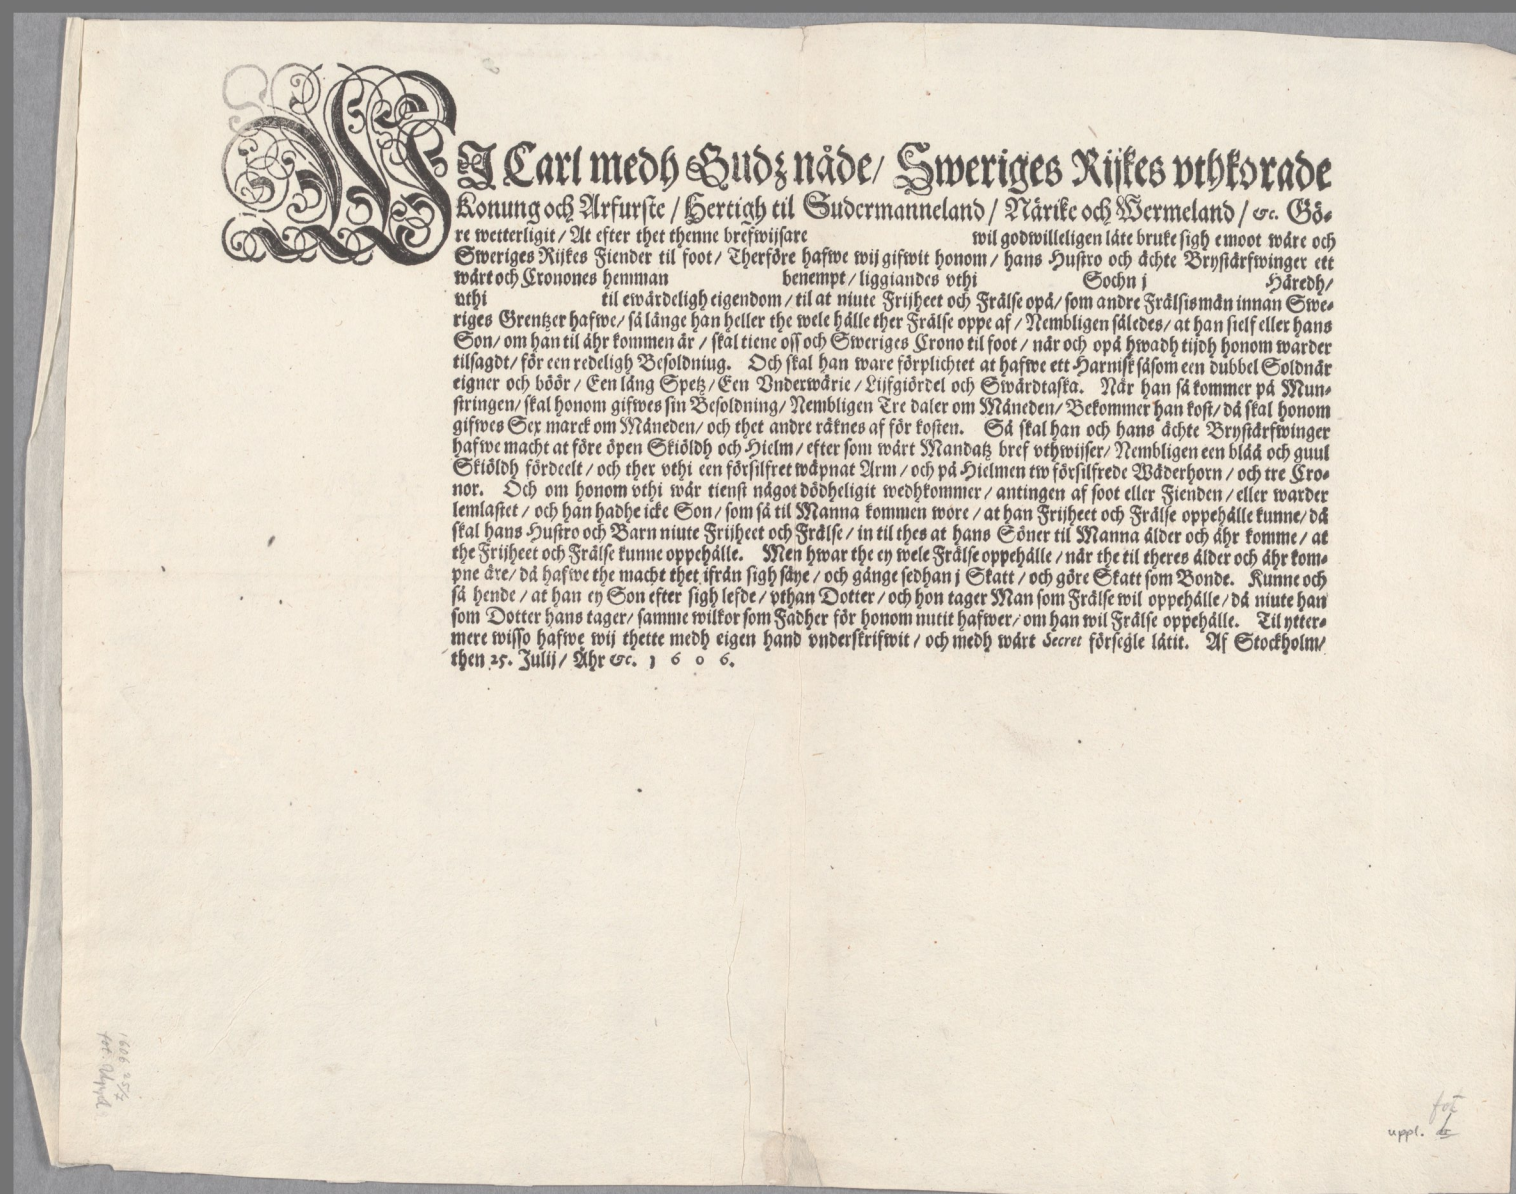 WJ Carl medh Gudz nåde/ Sweriges Rijkes vthkorade
Konung och Arfurste / Hertigh til Sudermanneland / Närike och Wermeland / &c. Gö-
re wetterligit / At efter thet thenne brefwijsare wil godwilleligen låte bruke sigh emoot wåre och
Sweriges Rijkes Fiender til foot / Therföre hafwe wij gifwit honom / hans Hustro och ächte Brystärfwinger ett
wårt och Cronones hemman benempt / liggiandes vthi Sochn j Häredh/
vthi til ewärdeligh eigendom / til at niute Frijheet och Frälse opå / som andre Frälsismän innan Swe-
riges Grentzer hafwe / så länge han heller the wele hålle ther Frälse oppe af / Nembligen således / at han sielf eller hans
Son / om han til ähr kommen är / skal tiene oss och Sweriges Crono til foot / när och opå hwadh tijdh honom warder
tilsagdt / för een redeligh Besoldniug. Och skal han ware förplichtet at hafwe ett Harnisk såsom een dubbel Soldnär
eigner och böör / Een lång Spetz / Een Vnderwärie / Lijfgiördel och Swärdtaska. När han så kommer på Mun-
stringen / skal honom gifwes sin Besoldning / Nembligen Tre daler om Måneden / Bekommer han kost / då skal honom
gifwes Sex marck om Måneden / och thet andre räknes af för kosten. Så skal han och hans ächte Brystärfwinger
hafwe macht at före öpen Skiöldh och Hielm / efter som wårt Mandatz bref vthwijser / Nembligen een blåå och guul
Skiöldh fördeelt / och ther vthi een försilfret wäpnat Arm / och på Hielmen tw försilfrede Wäderhorn / och tre Cro-
nor. Och om honom vthi wår tienst något dödheligit wedhkommer / antingen af soot eller Fienden / eller warder
lemlastet / och han hadhe icke Son / som så til Manna kommen wore / at han Frijheet och Frälse oppehålle kunne / då
skal hans Hustro och Barn niute Frijheet och Frälse / in til thes at hans Söner til Manna ålder och ähr komme / at
the Frijheet och Frälse kunne oppehålle. Men hwar the ey wele Frälse oppehålle / när the til theres ålder och ähr kom-
pne äre / då hafwe the macht thet ifrån sigh säye / och gånge sedhan j Skatt / och göre Skatt som Bonde. Kunne och
så hende / at han ey Son efter sigh lefde / vthan Dotter / och hon tager Man som Frälse wil oppehålle / då niute han
som Dotter hans tager / samme wilkor som Fadher för honom nutit hafwer / om han wil Frälse oppehålle. Til ytter-
mere wisso hafwe wij thette medh eigen hand vnderskrifwit / och medh wårt Secret försegle låtit. Af Stockholm/
then 25. Julij / Åhr &c. 1 6 0 6.
1606 25/7
fot. Uppl.
fot
uppl.